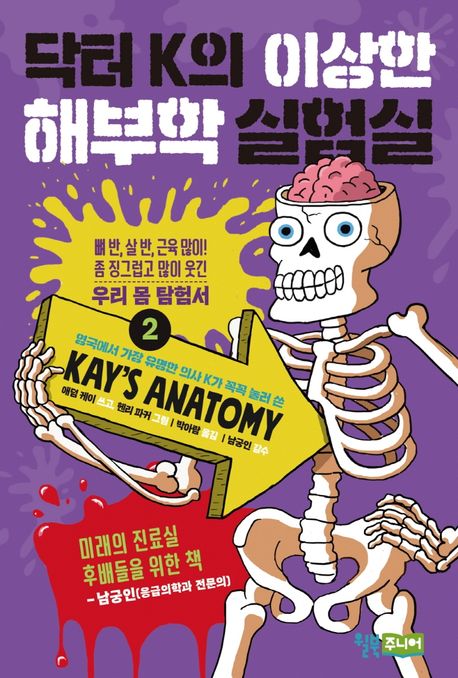 닥터 K의 이상한
해부학 실험실
뼈 반, 살 반, 근육 많이!
좀 징그럽고 많이 웃긴
우리 몸 탐험서
2
영국에서 가장 유명한 의사 K가 꼭꼭 눌러 쓴
KAY'S ANATOMY
애덤 케이 쓰고, 헨리 파커 그림 | 박아람 옮김 | 남궁인 감수
미래의 진료실
후배들을 위한 책
– 남궁인(응급의학과 전문의)
윌북 주니어